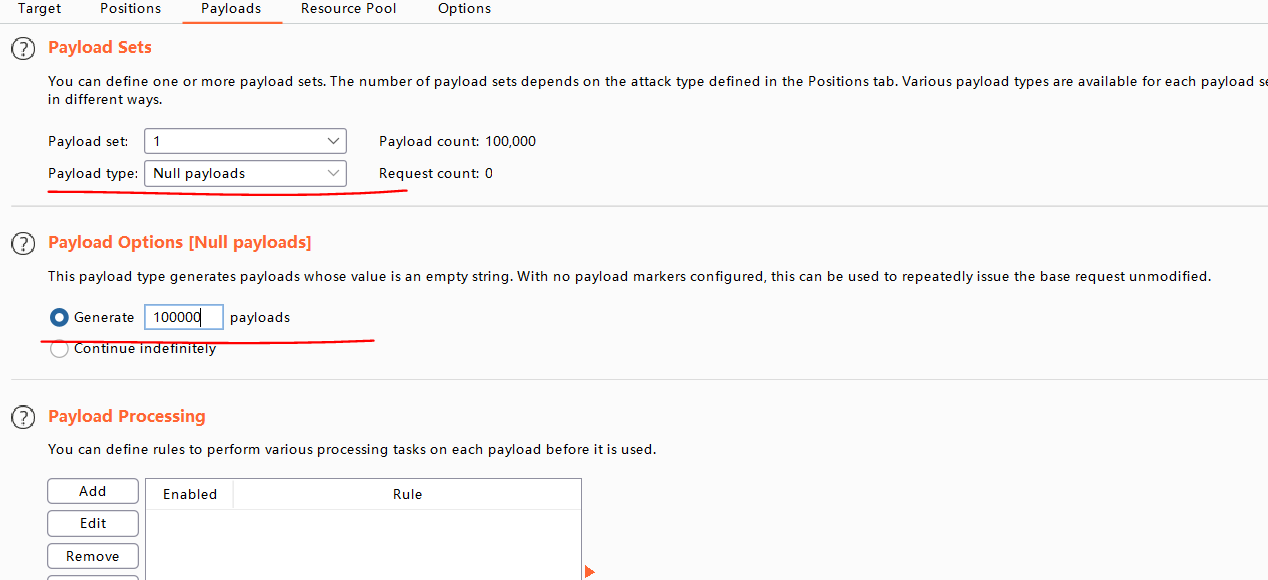 Target Positions Payloads Resource Pool Options
Payload Sets
You can define one or more payload sets. The number of payload sets depends on the attack type defined in the Positions tab. Various payload types are available for each payload se
in different ways.
Payload set: 1 Payload count: 100,000
Payload type: Null payloads Request count: 0
Payload Options [Null payloads]
This payload type generates payloads whose value is an empty string. With no payload markers configured, this can be used to repeatedly issue the base request unmodified.
Generate 100000 payloads
Continue indefinitely
Payload Processing
You can define rules to perform various processing tasks on each payload before it is used.
Add Enabled Rule
Edit
Remove